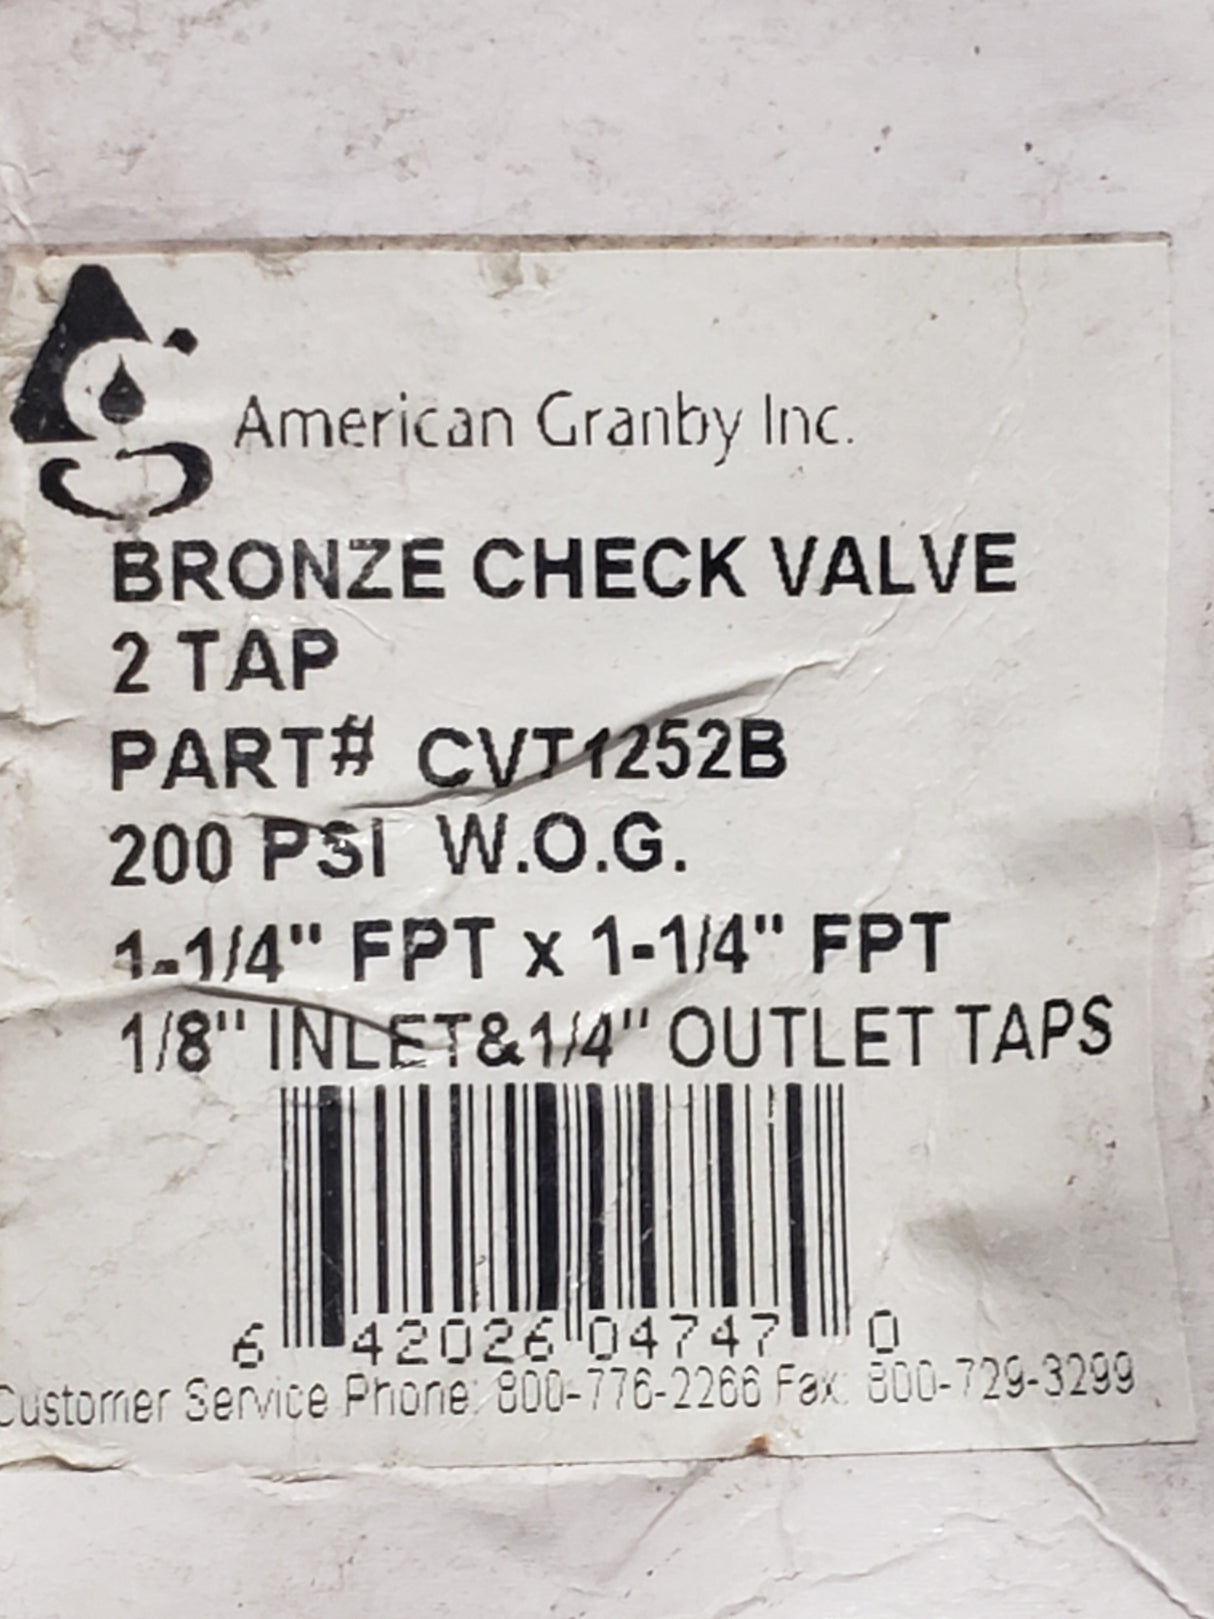 American Granby Inc.
BRONZE CHECK VALVE
2 TAP
PART# CVT1252B
200 PSI W.O.G.
1-1/4" FPT x 1-1/4" FPT
1/8" INLET&1/4" OUTLET TAPS
6 42026 04747 0
Customer Service Phone: 800-776-2266 Fax: 800-729-3299